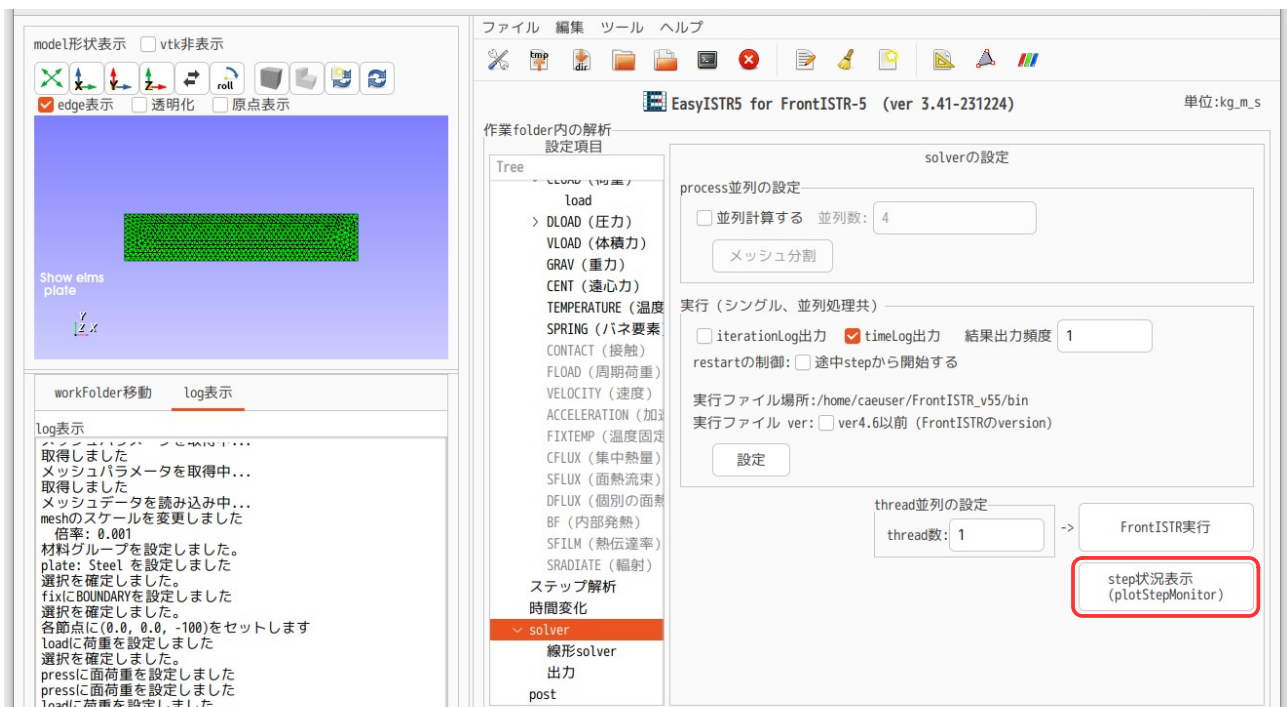 model形状表示 vtk非表示
roll
edge表示 透明化 原点表示
Show elms
plate
Y
Z X
workFolder移動 log表示
log表示
取得しました
メッシュパラメータを取得中...
取得しました
メッシュデータを読み込み中...
meshのスケールを変更しました
倍率: 0.001
材料グループを設定しました。
plate: Steel を設定しました
選択を確定しました。
fixにBOUNDARYを設定しました
選択を確定しました。
各節点に(0.0, 0.0, -100)をセットします
loadに荷重を設定しました
選択を確定しました。
pressに面荷重を設定しました
pressに面荷重を設定しました
loadに荷重を設定しました
ファイル 編集 ツール ヘルプ
tmp dir
EasyISTR5 for FrontISTR-5 (ver 3.41-231224) 単位:kg_m_s
作業folder内の解析
設定項目
Tree
CLOAD (荷重)
load
> DLOAD (圧力)
VLOAD (体積力)
GRAV (重力)
CENT (遠心力)
TEMPERATURE (温度
SPRING (バネ要素
CONTACT (接触)
FLOAD (周期荷重)
VELOCITY (速度)
ACCELERATION (加速
FIXTEMP (温度固定
CFLUX (集中熱量)
SFLUX (面熱流束)
DFLUX (個別の面熱
BF (内部発熱)
SFILM (熱伝達率)
SRADIATE (輻射)
ステップ解析
時間変化
solver
線形solver
出力
post
solverの設定
process並列の設定
並列計算する 並列数: 4
メッシュ分割
実行 (シングル、並列処理共)
iterationLog出力 timeLog出力 結果出力頻度 1
restartの制御: 途中stepから開始する
実行ファイル場所:/home/caeuser/FrontISTR_v55/bin
実行ファイル ver: ver4.6以前 (FrontISTRのversion)
設定
thread並列の設定
thread数: 1 -> FrontISTR実行
step状況表示
(plotStepMonitor)